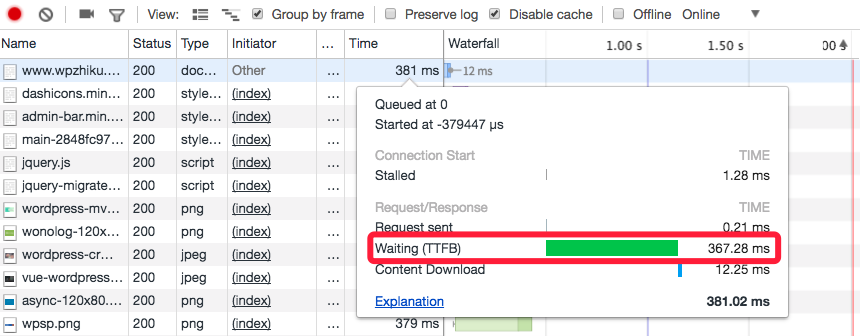 View: Group by frame Preserve log Disable cache Offline Online
Name Status Type Initiator ... Time Waterfall 1.00 s 1.50 s 00 s
www.wpzhiku.... 200 doc... Other ... 381 ms 12 ms
dashicons.min... 200 style... (index) ...
admin-bar.min... 200 style... (index) ...
main-2848fc97... 200 style... (index) ...
jquery.js 200 script (index) ...
jquery-migrate... 200 script (index) ...
wordpress-mv... 200 png (index) ...
wonolog-120x... 200 png (index) ...
wordpress-cr... 200 jpeg (index) ...
vue-wordpress... 200 jpeg (index) ...
async-120x80.... 200 png (index) ...
wpsp.png 200 png (index) ... 379 ms
Queued at 0
Started at -379447 µs
Connection Start TIME
Stalled 1.28 ms
Request/Response TIME
Request sent 0.21 ms
Waiting (TTFB) 367.28 ms
Content Download 12.25 ms
Explanation 381.02 ms